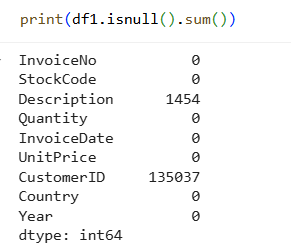 print(df1.isnull().sum())
InvoiceNo 0
StockCode 0
Description 1454
Quantity 0
InvoiceDate 0
UnitPrice 0
CustomerID 135037
Country 0
Year 0
dtype: int64